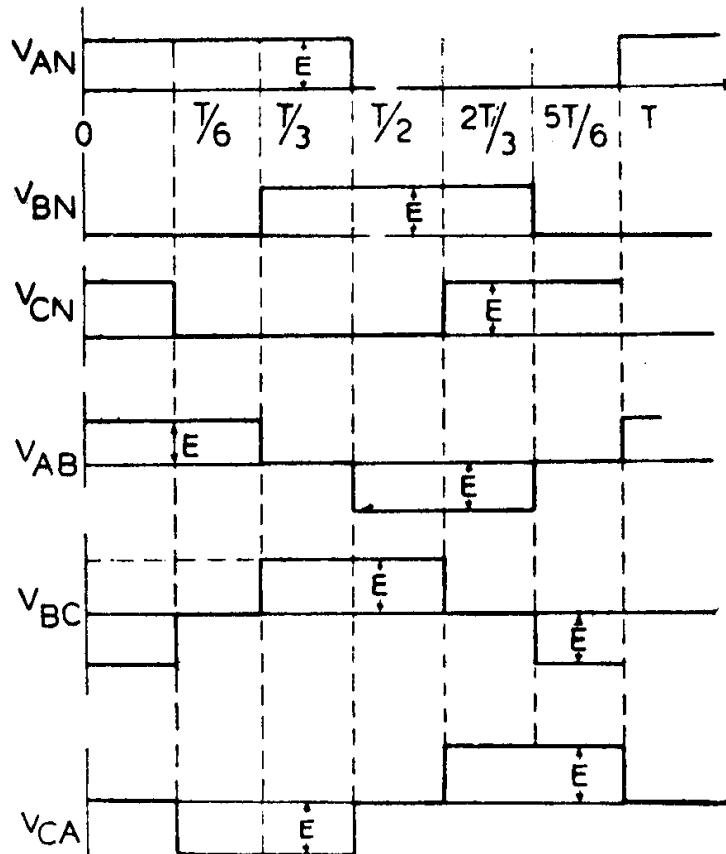 VAN E
0 T/6 T/3 T/2 2T/3 5T/6 T
VBN E
VCN E
VAB E E
VBC E E
VCA E E